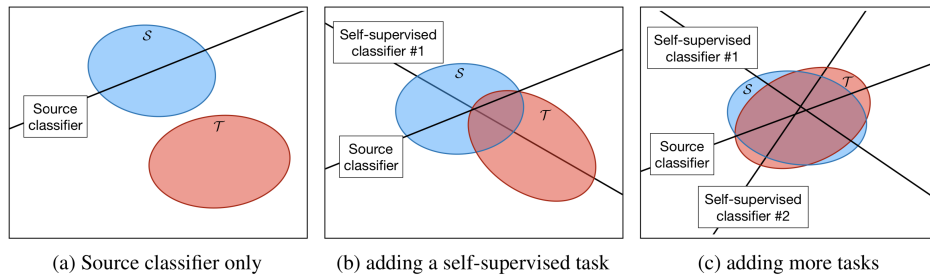 S
Source
classifier
T
(a) Source classifier only
Self-supervised
classifier #1
S
T
Source
classifier
(b) adding a self-supervised task
Self-supervised
classifier #1
S
T
Source
classifier
Self-supervised
classifier #2
(c) adding more tasks